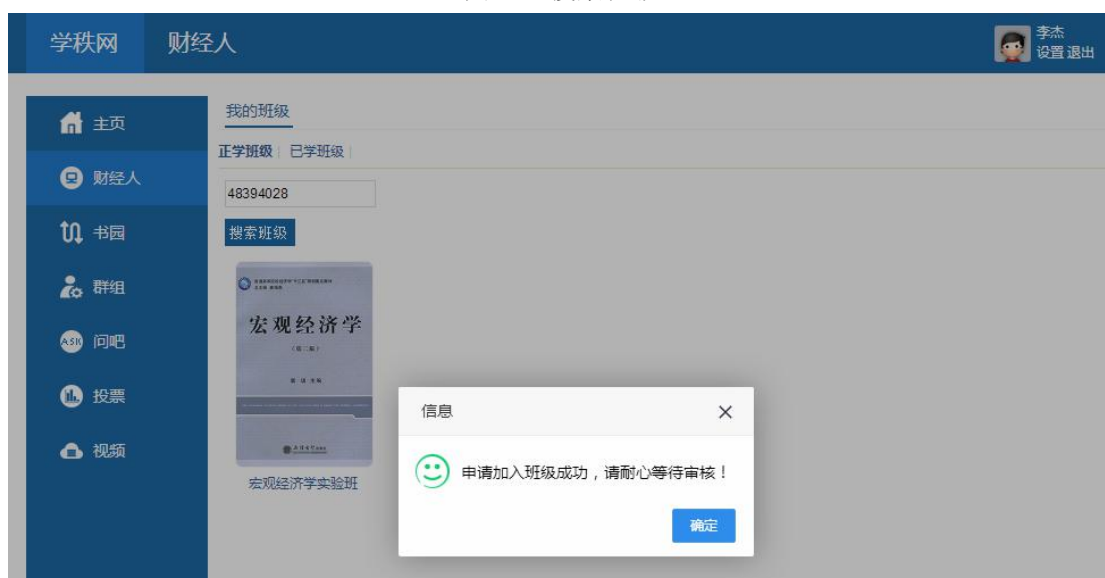 学秩网
财经人
李杰
设置 退出
主页
财经人
书园
群组
问吧
投票
视频
我的班级
正学班级 | 已学班级 |
48394028
搜索班级
宏观经济学
宏观经济学实验班
信息
申请加入班级成功，请耐心等待审核！
确定
ASK